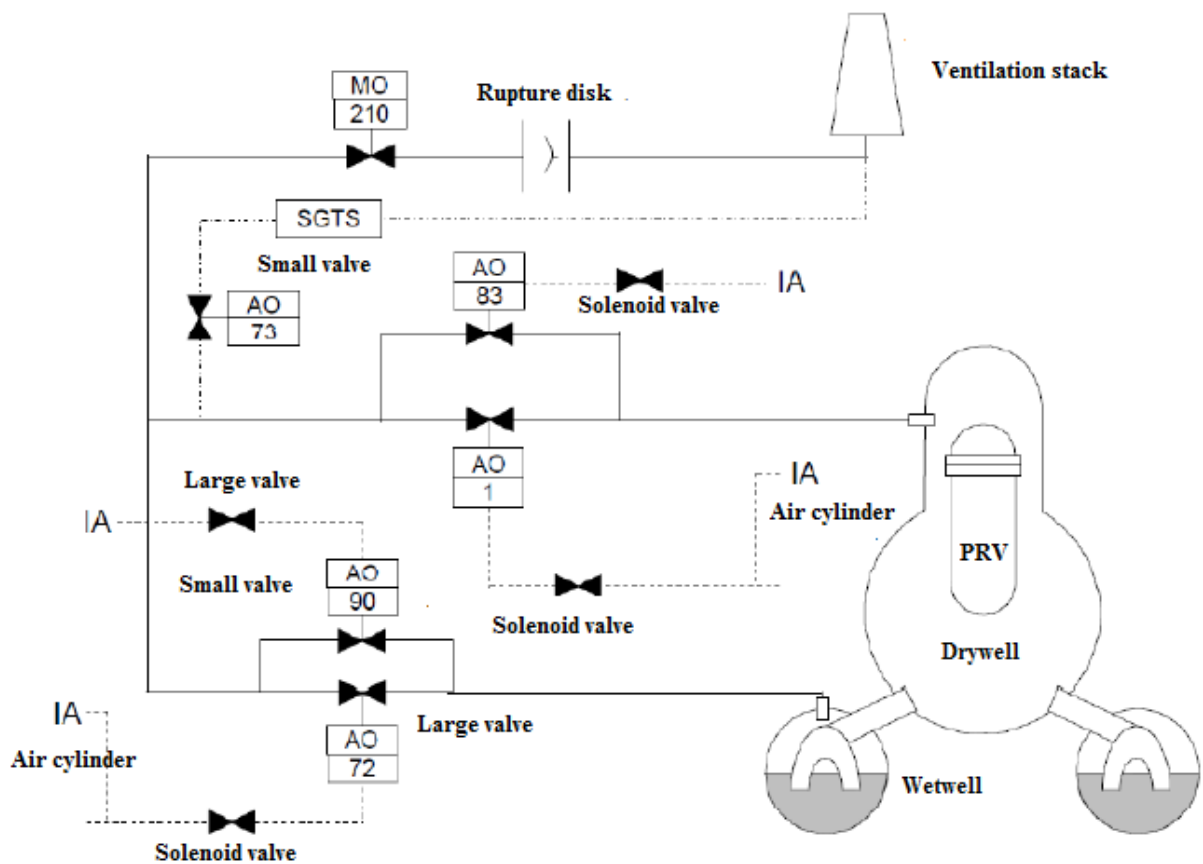 Ventilation stack
MO
210
Rupture disk
SGTS
Small valve
AO
83
IA
Solenoid valve
AO
73
AO
1
IA
Air cylinder
Large valve
IA
Small valve
AO
90
Solenoid valve
PRV
Drywell
IA
Air cylinder
Large valve
AO
72
Wetwell
Solenoid valve